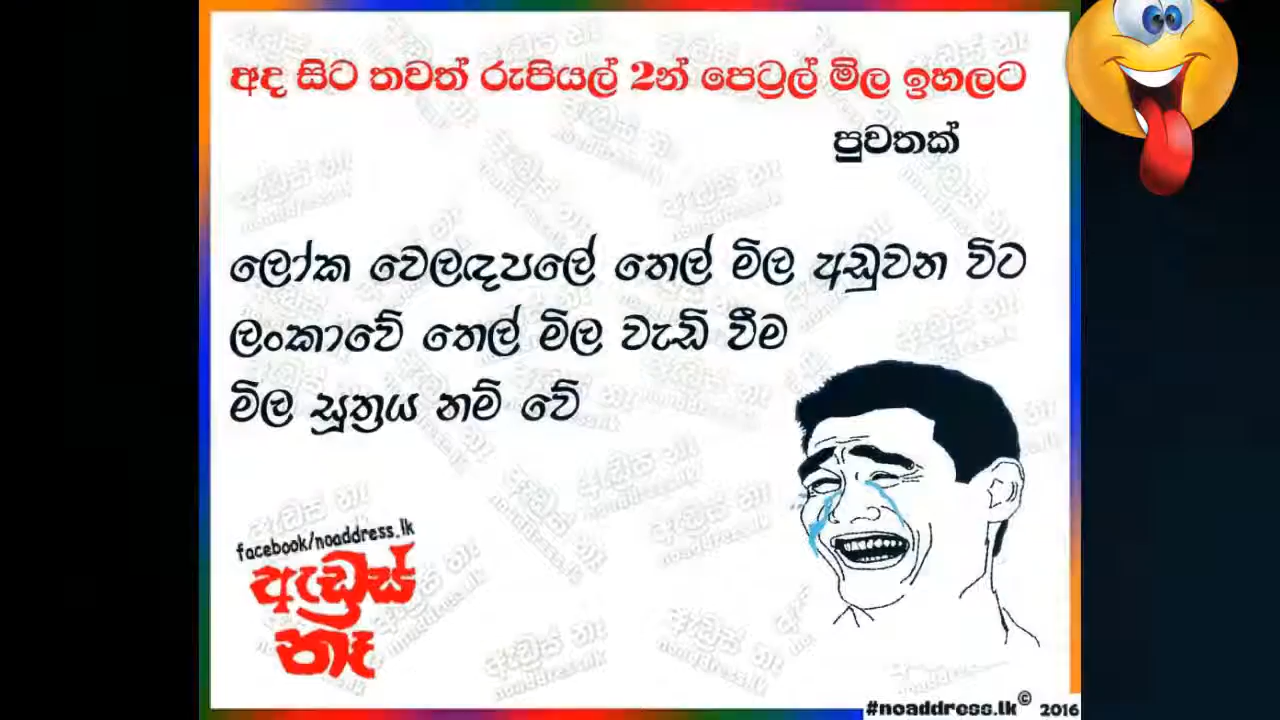 අද සිට තවත් රුපියල් 2න් පෙට්‍රල් මිල ඉහලට
පුවතක්
ලෝක වෙලඳපලේ තෙල් මිල අඩුවන විට
ලංකාවේ තෙල් මිල වැඩි වීම
මිල සූත්‍රය නම් වේ
facebook/noaddress.lk
ඇඩ්‍රස්
නෑ
#noaddress.lk© 2016